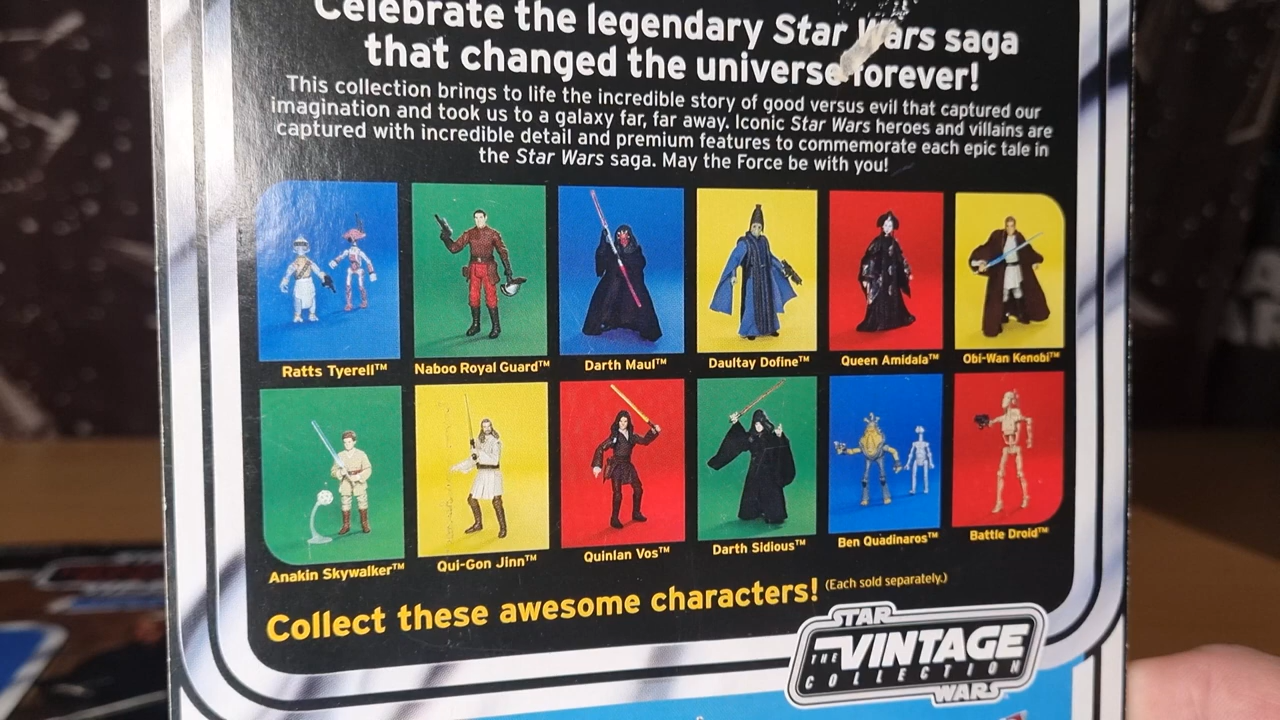 Celebrate the legendary Star Wars saga
that changed the universe forever!
This collection brings to life the incredible story of good versus evil that captured our
imagination and took us to a galaxy far, far away. Iconic Star Wars heroes and villains are
captured with incredible detail and premium features to commemorate each epic tale in
the Star Wars saga. May the Force be with you!
Ratts Tyerell™
Naboo Royal Guard™
Darth Maul™
Daultay Dofine™
Queen Amidala™
Obi-Wan Kenobi™
Anakin Skywalker™
Qui-Gon Jinn™
Quinlan Vos™
Darth Sidious™
Ben Quadinaros™
Battle Droid™
Collect these awesome characters! (Each sold separately.)
STAR
THE VINTAGE
COLLECTION
WARS